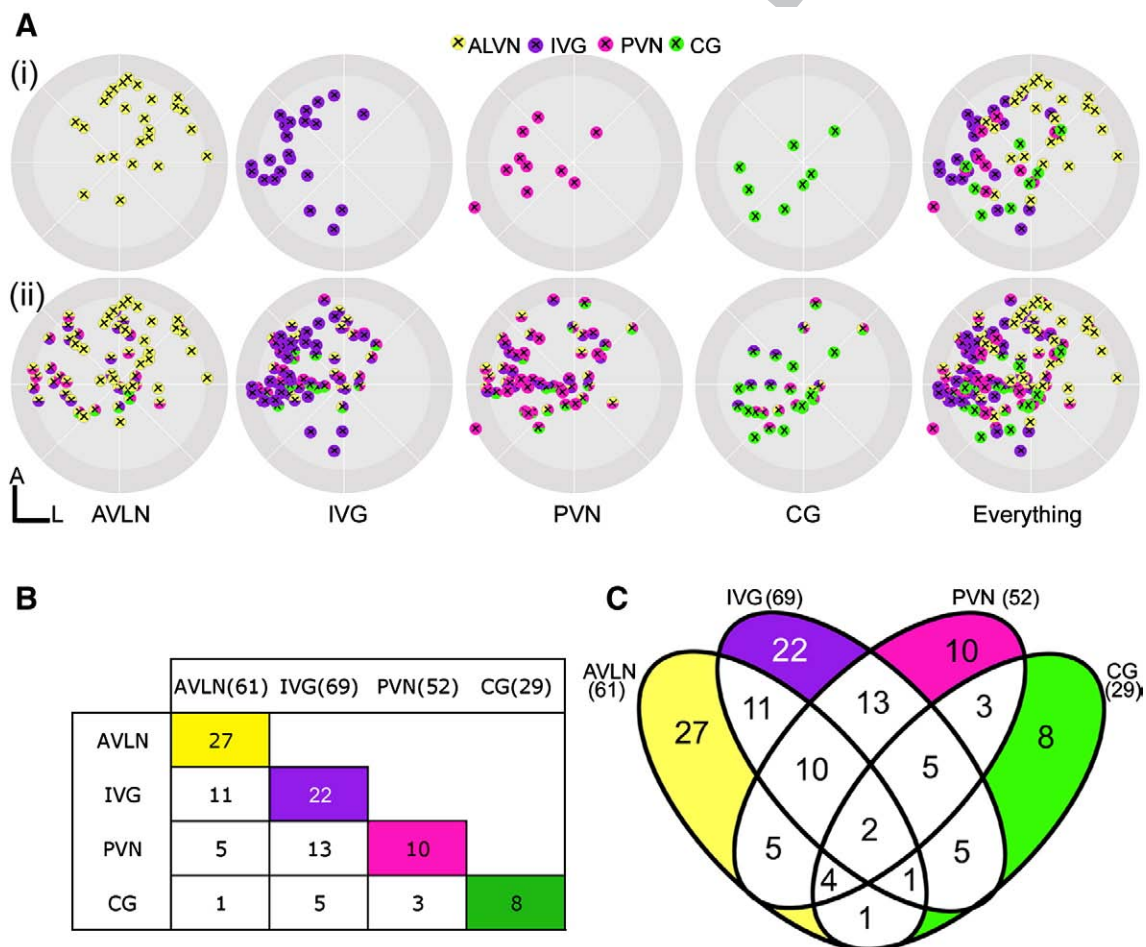 A
ALVN IVG PVN CG
(i)
(ii)
A
L
AVLN IVG PVN CG Everything
B
AVLN(61) IVG(69) PVN(52) CG(29)
AVLN 27
IVG 11 22
PVN 5 13 10
CG 1 5 3 8
C
IVG(69) PVN (52)
AVLN
(61)
CG
(29)
22 10
11 13 3
27 8
10 5
2
5 5
4 1
1